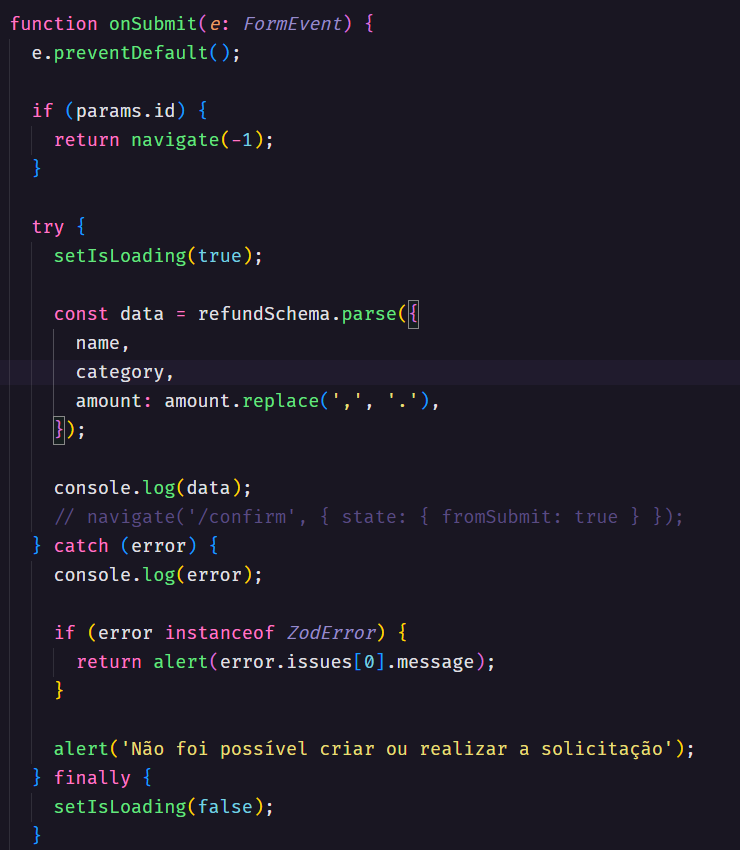 function onSubmit(e: FormEvent) {
  e.preventDefault();

  if (params.id) {
    return navigate(-1);
  }

  try {
    setIsLoading(true);

    const data = refundSchema.parse({
      name,
      category,
      amount: amount.replace(',', '.'),
    });

    console.log(data);
    // navigate('/confirm', { state: { fromSubmit: true } });
  } catch (error) {
    console.log(error);

    if (error instanceof ZodError) {
      return alert(error.issues[0].message);
    }

    alert('Não foi possível criar ou realizar a solicitação');
  } finally {
    setIsLoading(false);
  }